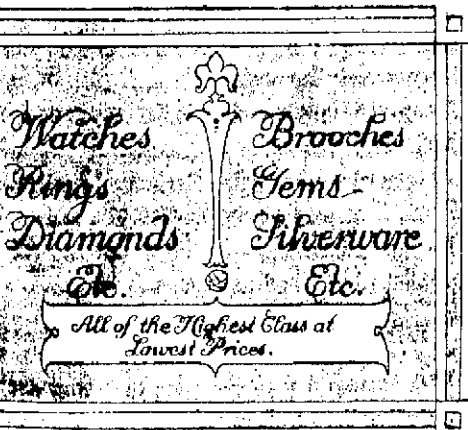 Watches
Rings
Diamonds
Etc.
Brooches
Gems
Silverware
Etc.
All of the Highest Class at
Lowest Prices.